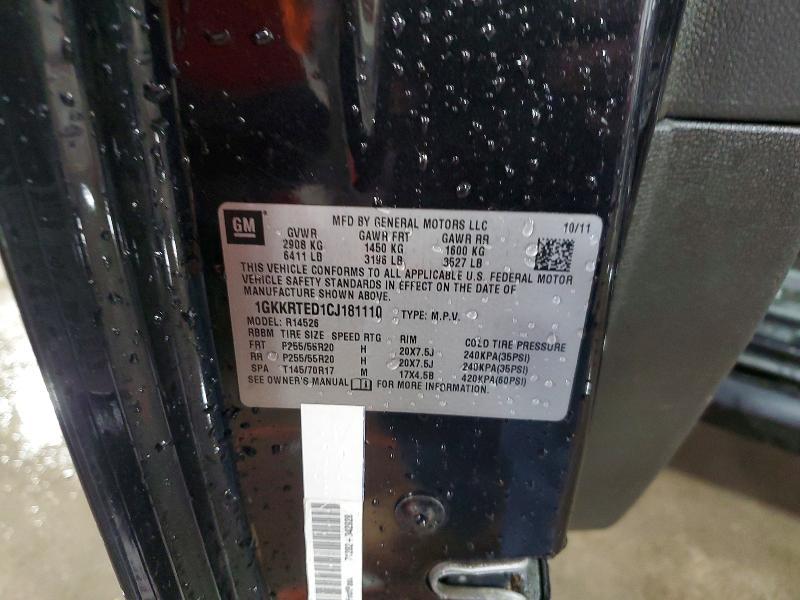 GM
MFD BY GENERAL MOTORS LLC 10/11
GVWR GAWR FRT GAWR RR
2908 KG 1450 KG 1600 KG
6411 LB 3196 LB 3527 LB
THIS VEHICLE CONFORMS TO ALL APPLICABLE U.S. FEDERAL MOTOR
VEHICLE SAFETY STANDARDS IN EFFECT ON THE DATE OF
MANUFACTURE SHOWN ABOVE.
1GKKRTED1CJ181110 TYPE: M.P.V.
MODEL: R14526
RBBM TIRE SIZE SPEED RTG RIM COLD TIRE PRESSURE
FRT P255/55R20 H 20X7.5J 240KPA(35PSI)
RR P255/55R20 H 20X7.5J 240KPA(35PSI)
SPA T145/70R17 M 17X4.5B 420KPA(60PSI)
SEE OWNER'S MANUAL FOR MORE INFORMATION.